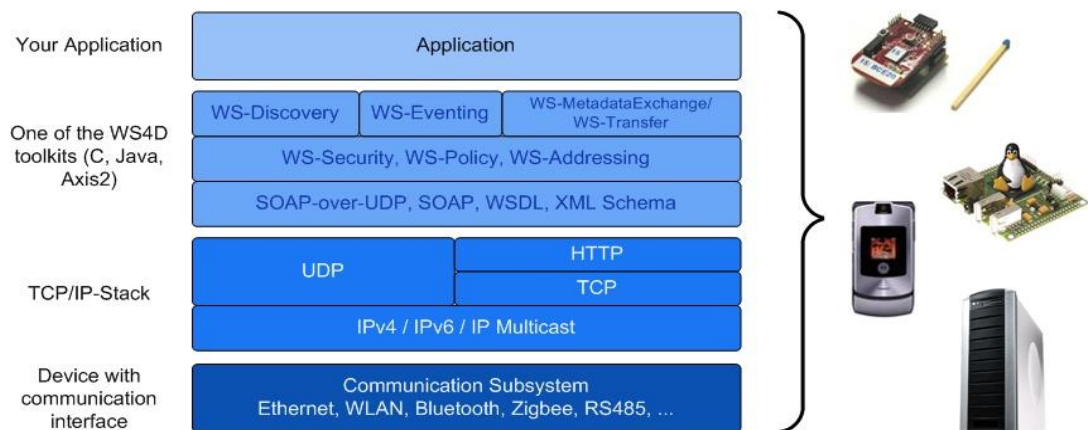 Your Application
Application
One of the WS4D
toolkits (C, Java,
Axis2)
WS-Discovery
WS-Eventing
WS-MetadataExchange/
WS-Transfer
WS-Security, WS-Policy, WS-Addressing
SOAP-over-UDP, SOAP, WSDL, XML Schema
TCP/IP-Stack
UDP
HTTP
TCP
IPv4 / IPv6 / IP Multicast
Device with
communication
interface
Communication Subsystem
Ethernet, WLAN, Bluetooth, Zigbee, RS485, ...